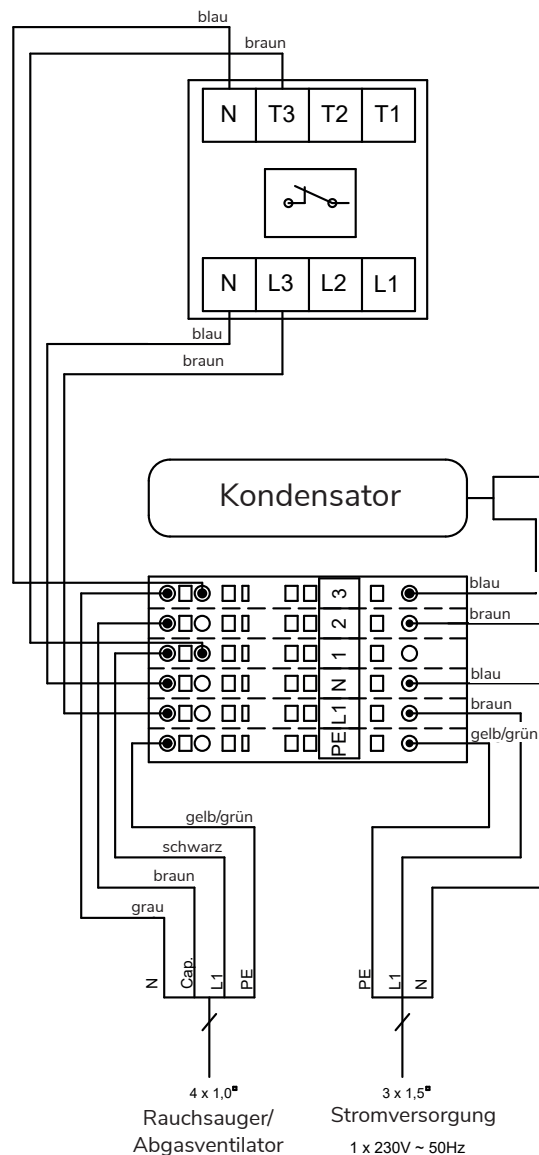 blau
braun
N T3 T2 T1
N L3 L2 L1
blau
braun
Kondensator
3 blau
2 braun
1
N blau
L1 braun
PE gelb/grün
gelb/grün
schwarz
braun
grau
N Cap. L1 PE
PE L1 N
4 x 1,0
3 x 1,5
Rauchsauger/
Abgasventilator
Stromversorgung
1 x 230V ~ 50Hz